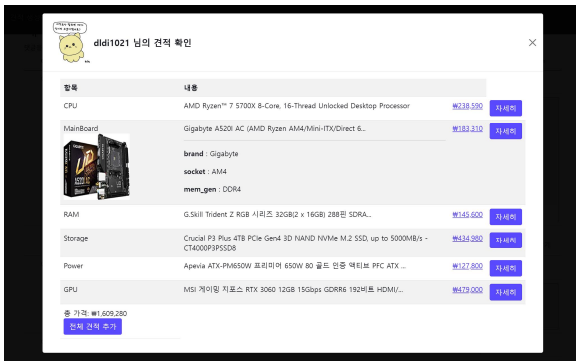 dldi1021 님의 견적 확인
항목 내용
CPU AMD Ryzen™ 7 5700X 8-Core, 16-Thread Unlocked Desktop Processor ₩238,590 자세히
MainBoard Gigabyte A520I AC (AMD Ryzen AM4/Mini-ITX/Direct 6... ₩183,310 자세히
brand : Gigabyte
socket : AM4
mem_gen : DDR4
RAM G.Skill Trident Z RGB 시리즈 32GB(2 x 16GB) 288핀 SDRA... ₩145,600 자세히
Storage Crucial P3 Plus 4TB PCIe Gen4 3D NAND NVMe M.2 SSD, up to 5000MB/s - ₩434,980 자세히
CT4000P3PSSD8
Power Apevia ATX-PM650W 프리미어 650W 80 골드 인증 액티브 PFC ATX ... ₩127,800 자세히
GPU MSI 게이밍 지포스 RTX 3060 12GB 15Gbps GDRR6 192비트 HDMI/... ₩479,000 자세히
총 가격: ₩1,609,280
전체 견적 추가